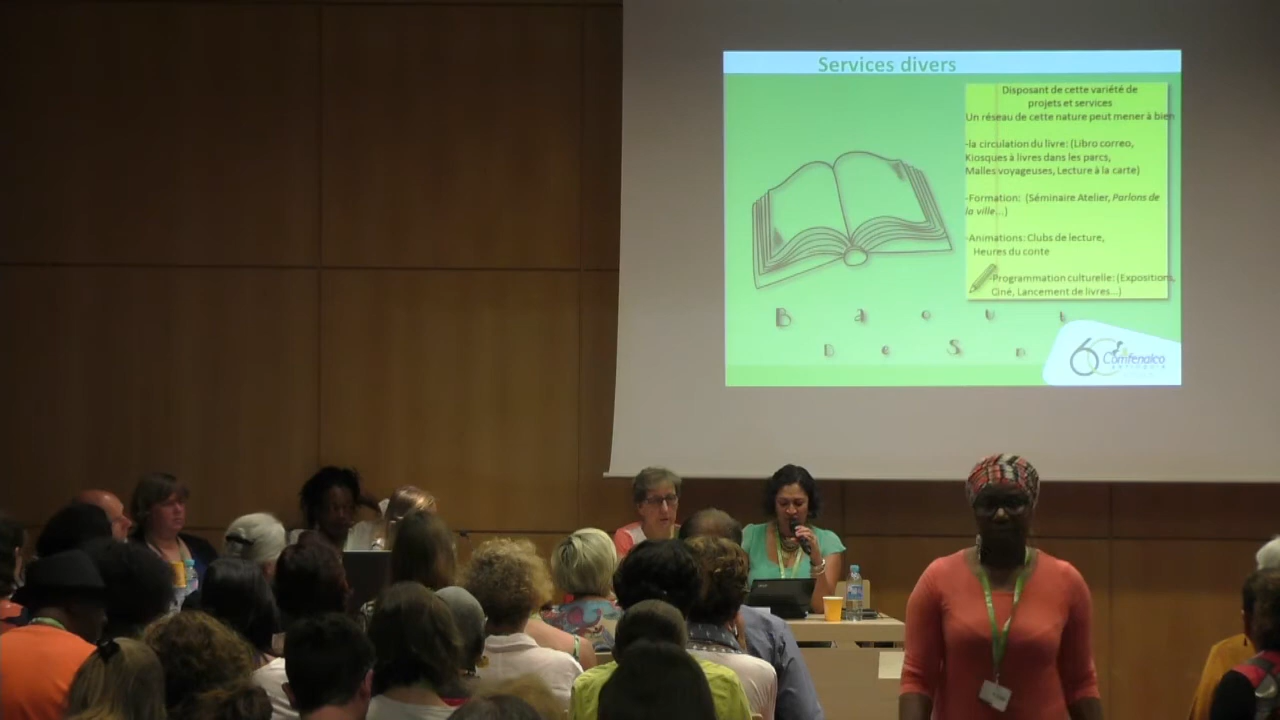 Services divers
Disposant de cette variété de
projets et services
Un réseau de cette nature peut mener à bien
-la circulation du livre: (Libro correo,
Kiosques à livres dans les parcs,
Malles voyageuses, Lecture à la carte)
-Formation: (Séminaire Atelier, Parlons de
la ville...)
-Animations: Clubs de lecture,
Heures du conte
-Programmation culturelle: (Expositions,
Ciné, Lancement de livres...)
B a o u t
D e S n
60 Comfenalco
ANTIOQUIA